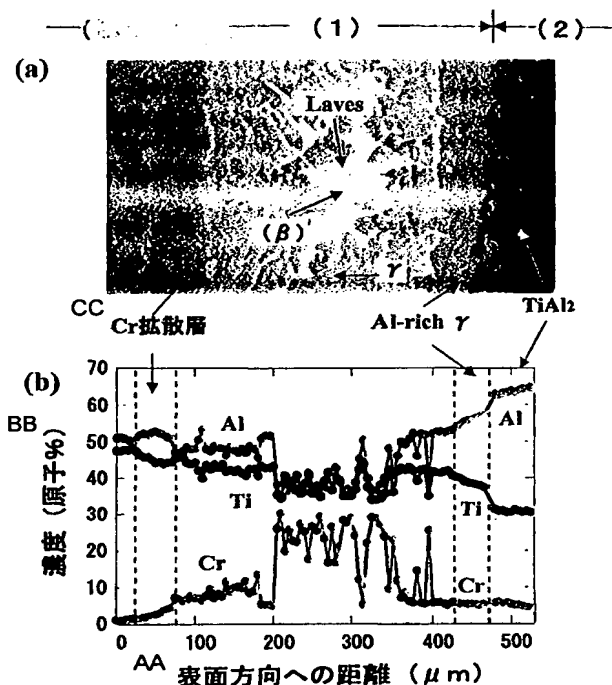 (1) (2)
(a)
Laves
(β)'
γ
CC
Cr拡散層
Al-rich γ
TiAl2
(b)
BB
濃度 (原子%)
70
60
50
40
30
20
10
0
Al
Ti
Cr
Al
Ti
Cr
0 100 200 300 400 500
AA
表面方向への距離 (μm)